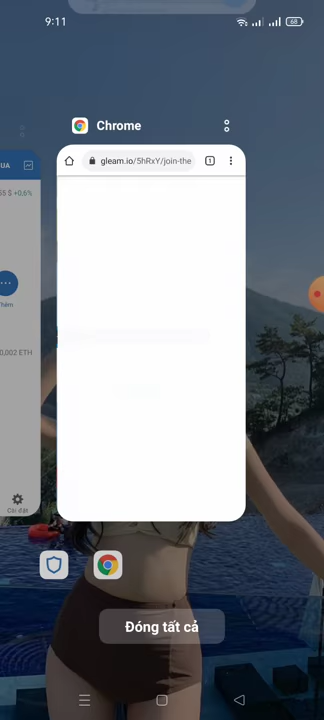 9:11
68
Chrome
UA
gleam.io/5hRxY/join-the
1
55 $ +0,6%
Thêm
0,002 ETH
Cài đặt
Đóng tất cả